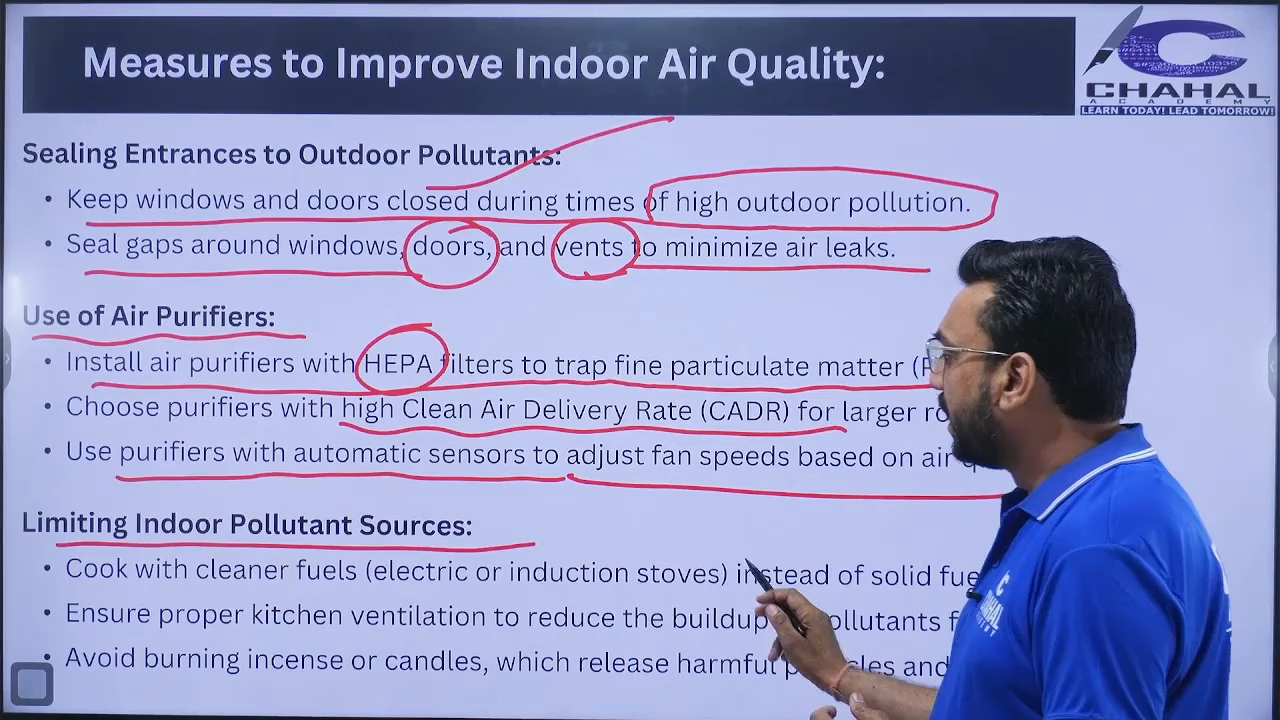 Measures to Improve Indoor Air Quality:
CHAHAL
ACADEMY
LEARN TODAY! LEAD TOMORROW!
Sealing Entrances to Outdoor Pollutants:
• Keep windows and doors closed during times of high outdoor pollution.
• Seal gaps around windows, doors, and vents to minimize air leaks.
Use of Air Purifiers:
• Install air purifiers with HEPA filters to trap fine particulate matter (
• Choose purifiers with high Clean Air Delivery Rate (CADR) for larger
• Use purifiers with automatic sensors to adjust fan speeds based on air
Limiting Indoor Pollutant Sources:
• Cook with cleaner fuels (electric or induction stoves) instead of solid
• Ensure proper kitchen ventilation to reduce the buildup
• Avoid burning incense or candles, which release harmful
and
CHAHAL